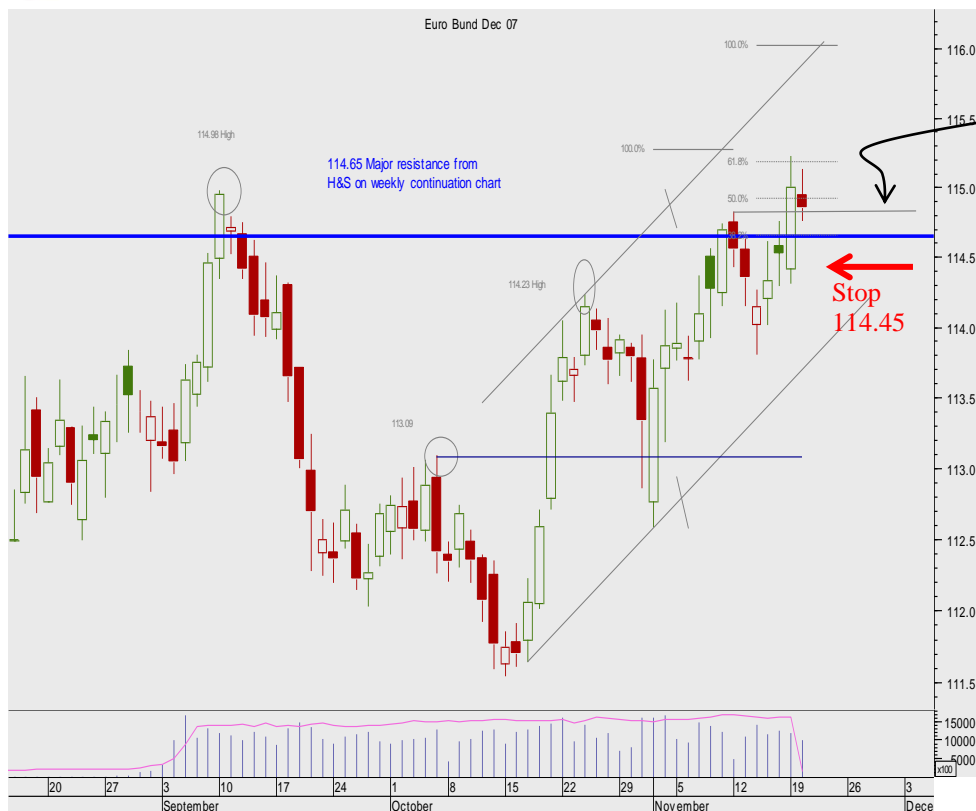 Euro Bund Dec 07
100.0%
116.0
115.5
114.98 High
100.0%
61.8%
114.65 Major resistance from
H&S on weekly continuation chart
50.0%
115.0
114.5
114.23 High
Stop
114.45
114.0
113.5
113.09
113.0
112.5
112.0
111.5
15000
10000
5000
x100
20 27 3 10 17 24 1 8 15 22 29 5 12 19 26 3
September October November Dece